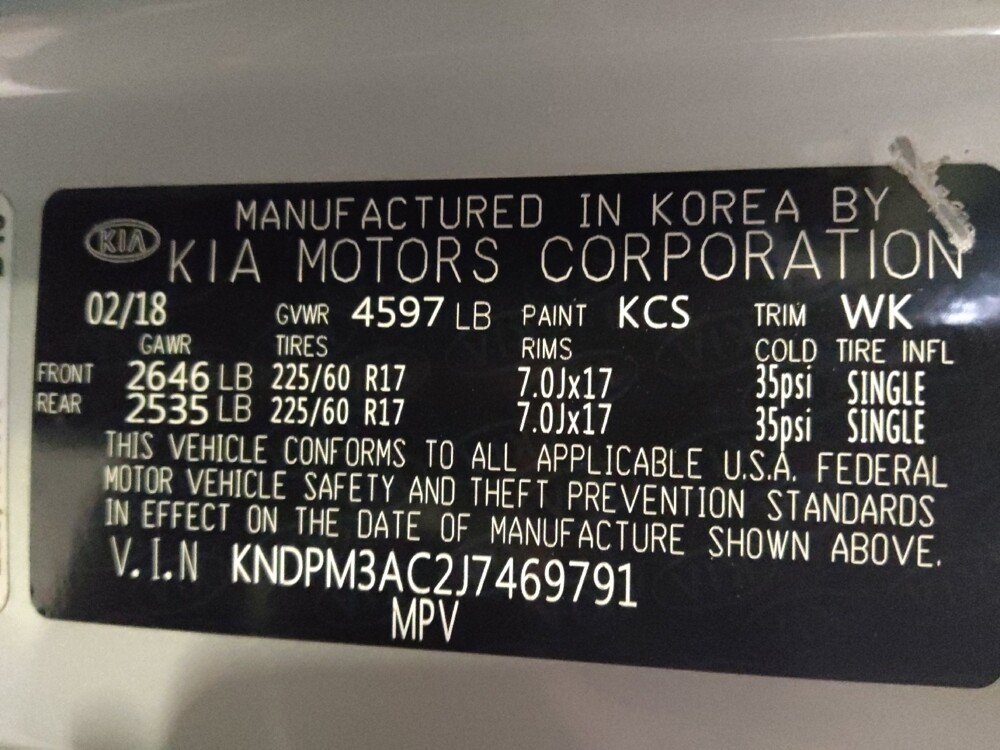 MANUFACTURED IN KOREA BY
KIA KIA MOTORS CORPORATION
02/18 GVWR 4597 LB PAINT KCS TRIM WK
GAWR TIRES RIMS COLD TIRE INFL
FRONT 2646 LB 225/60 R17 7.0Jx17 35psi SINGLE
REAR 2535 LB 225/60 R17 7.0Jx17 35psi SINGLE
THIS VEHICLE CONFORMS TO ALL APPLICABLE U.S.A. FEDERAL
MOTOR VEHICLE SAFETY AND THEFT PREVENTION STANDARDS
IN EFFECT ON THE DATE OF MANUFACTURE SHOWN ABOVE.
V.I.N KNDPM3AC2J7469791
MPV